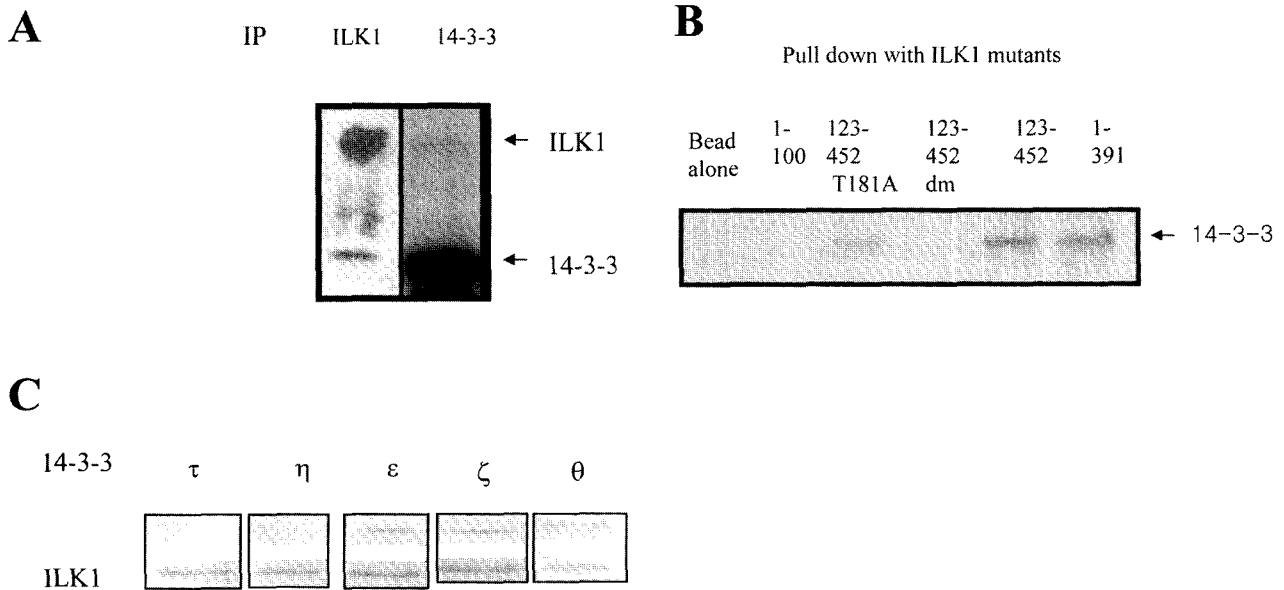 A
IP ILK1 14-3-3
ILK1
14-3-3
B
Pull down with ILK1 mutants
Bead alone
1-100
123-452 T181A
123-452 dm
123-452
1-391
14-3-3
C
14-3-3 τ η ε ζ θ
ILK1